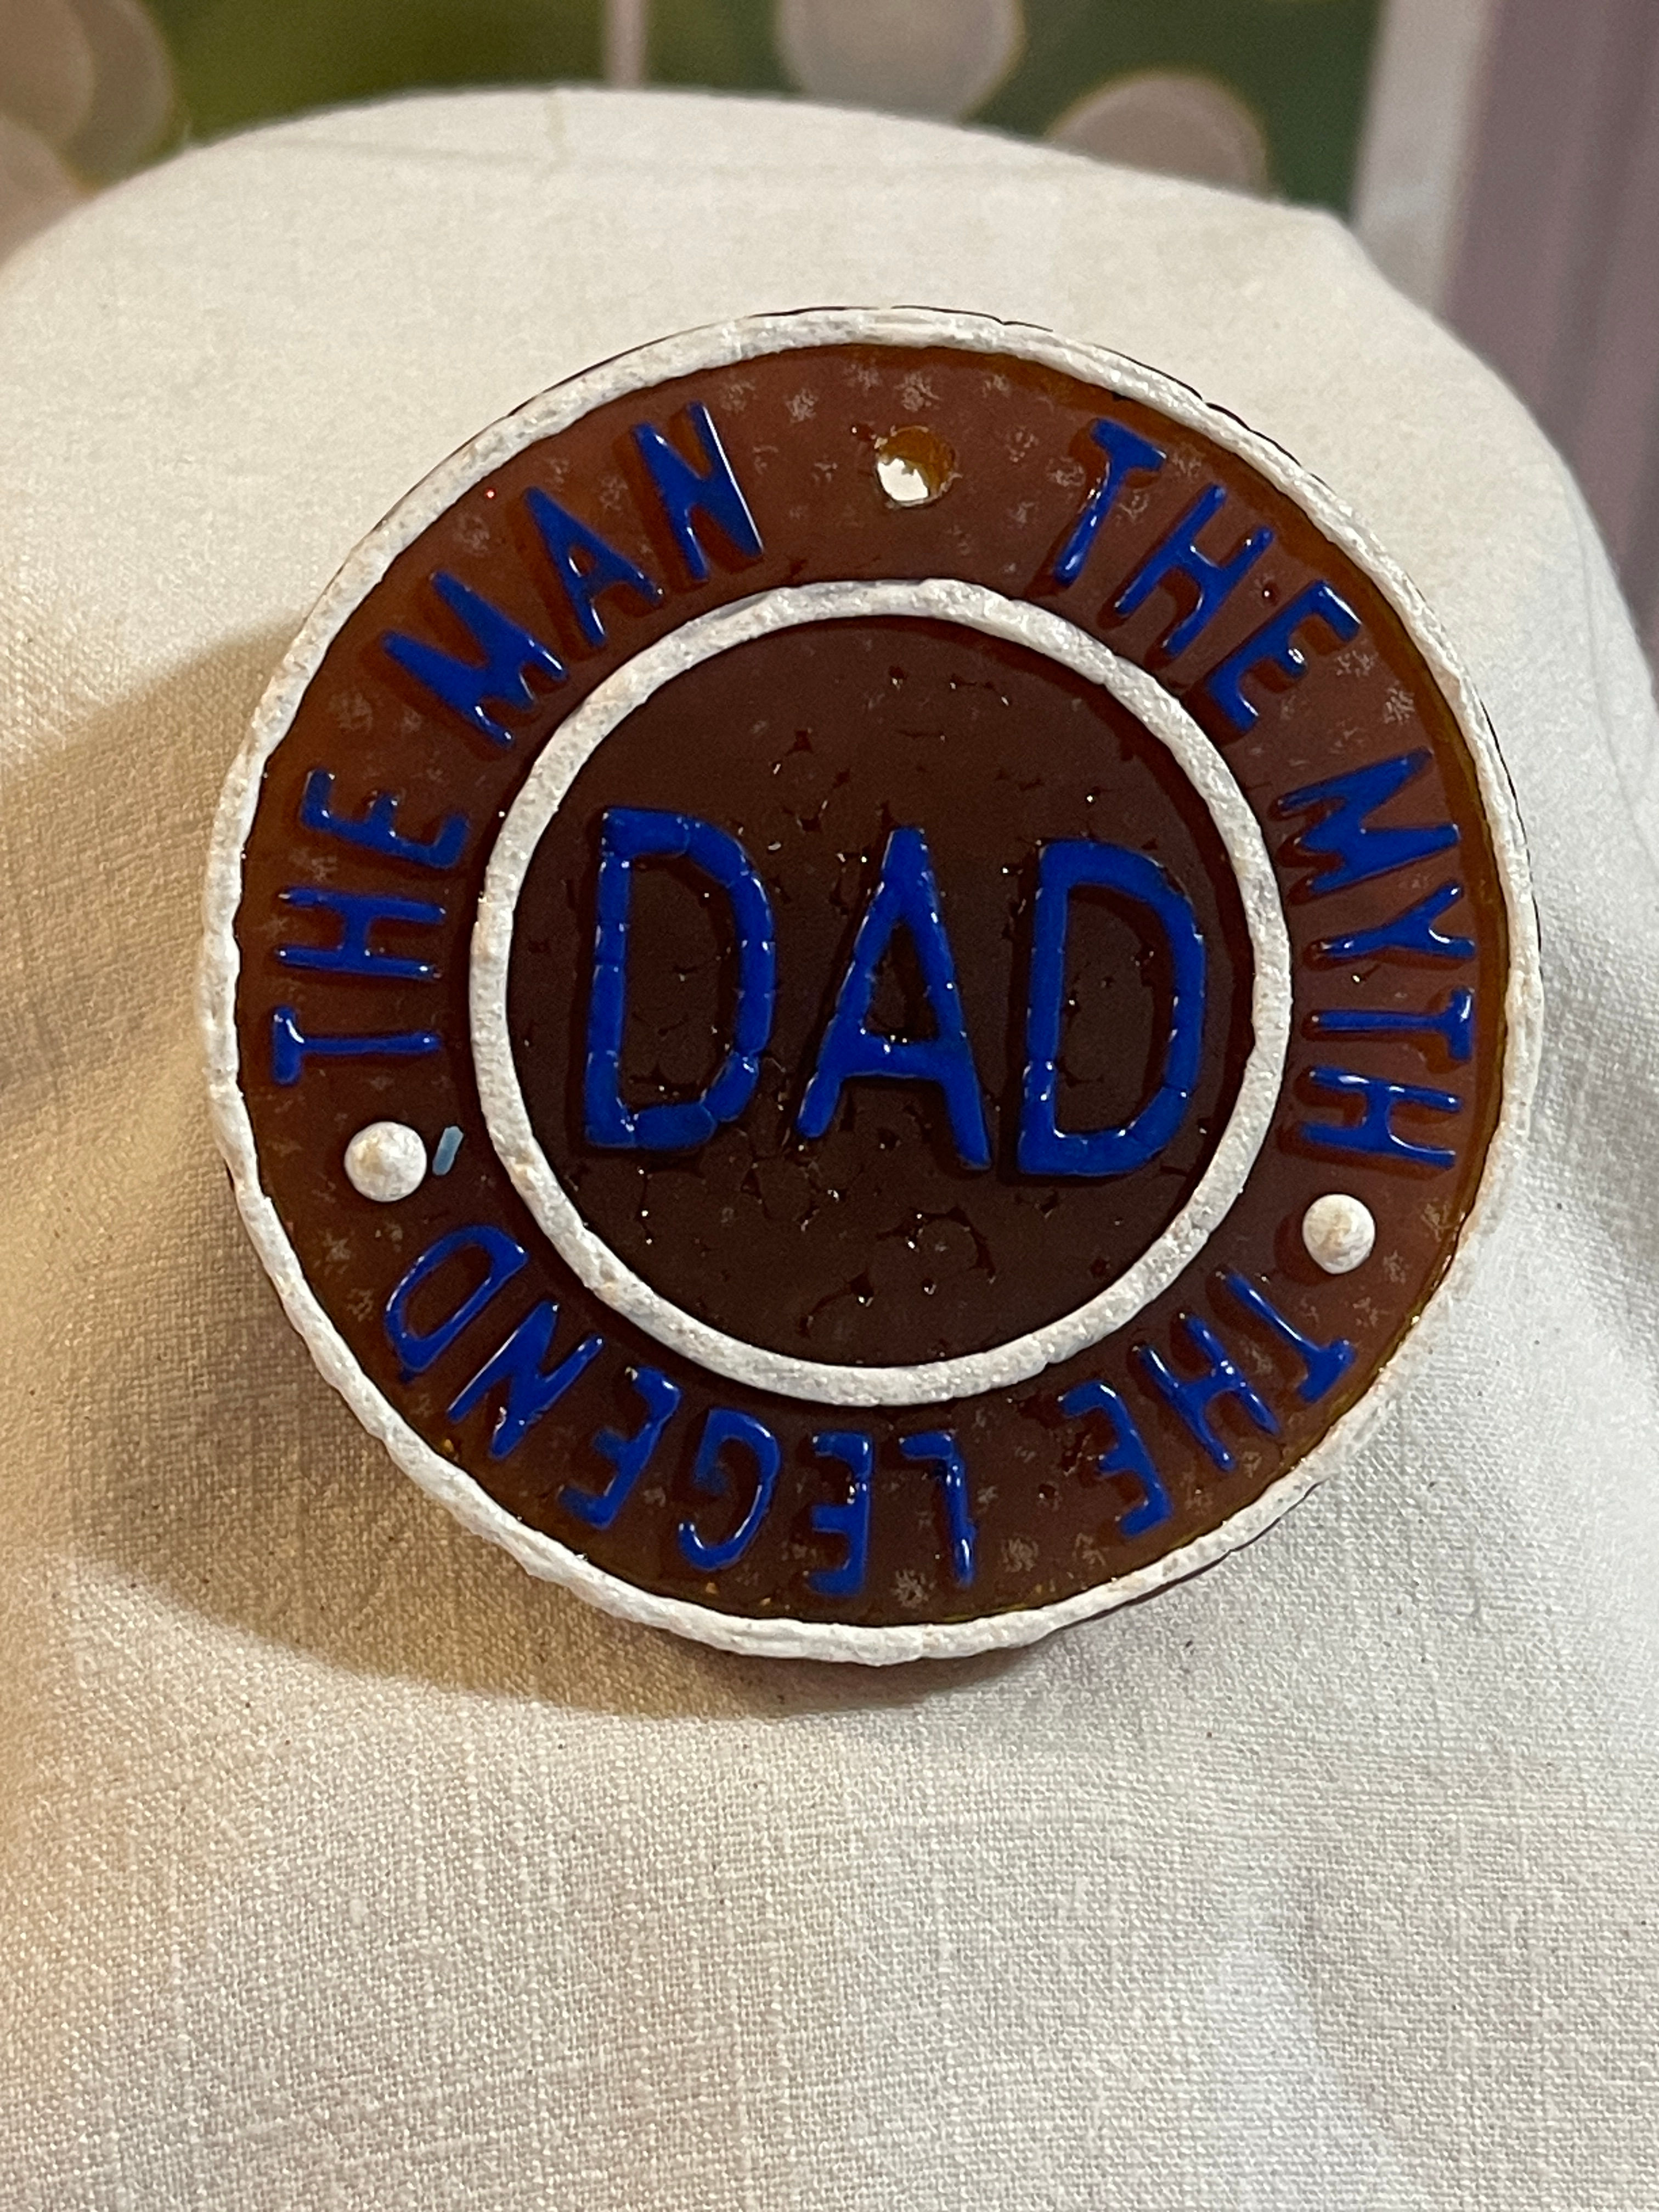 THE MAN
THE MYTH
THE LEGEND
DAD